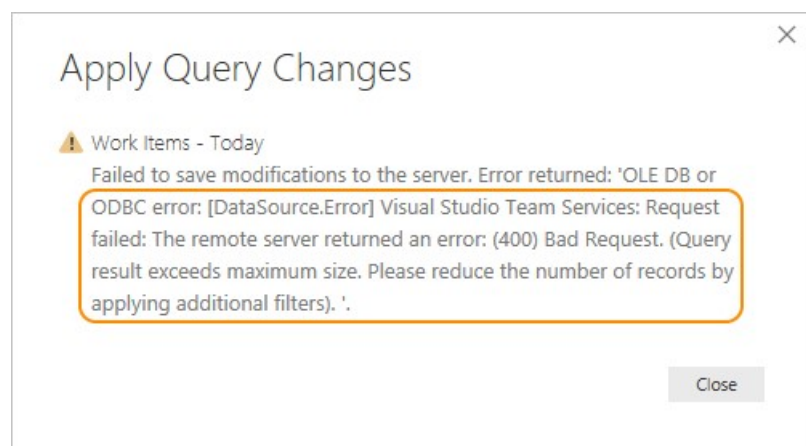 Apply Query Changes
Work Items - Today
Failed to save modifications to the server. Error returned: 'OLE DB or
ODBC error: [DataSource.Error] Visual Studio Team Services: Request
failed: The remote server returned an error: (400) Bad Request. (Query
result exceeds maximum size. Please reduce the number of records by
applying additional filters). '.
Close